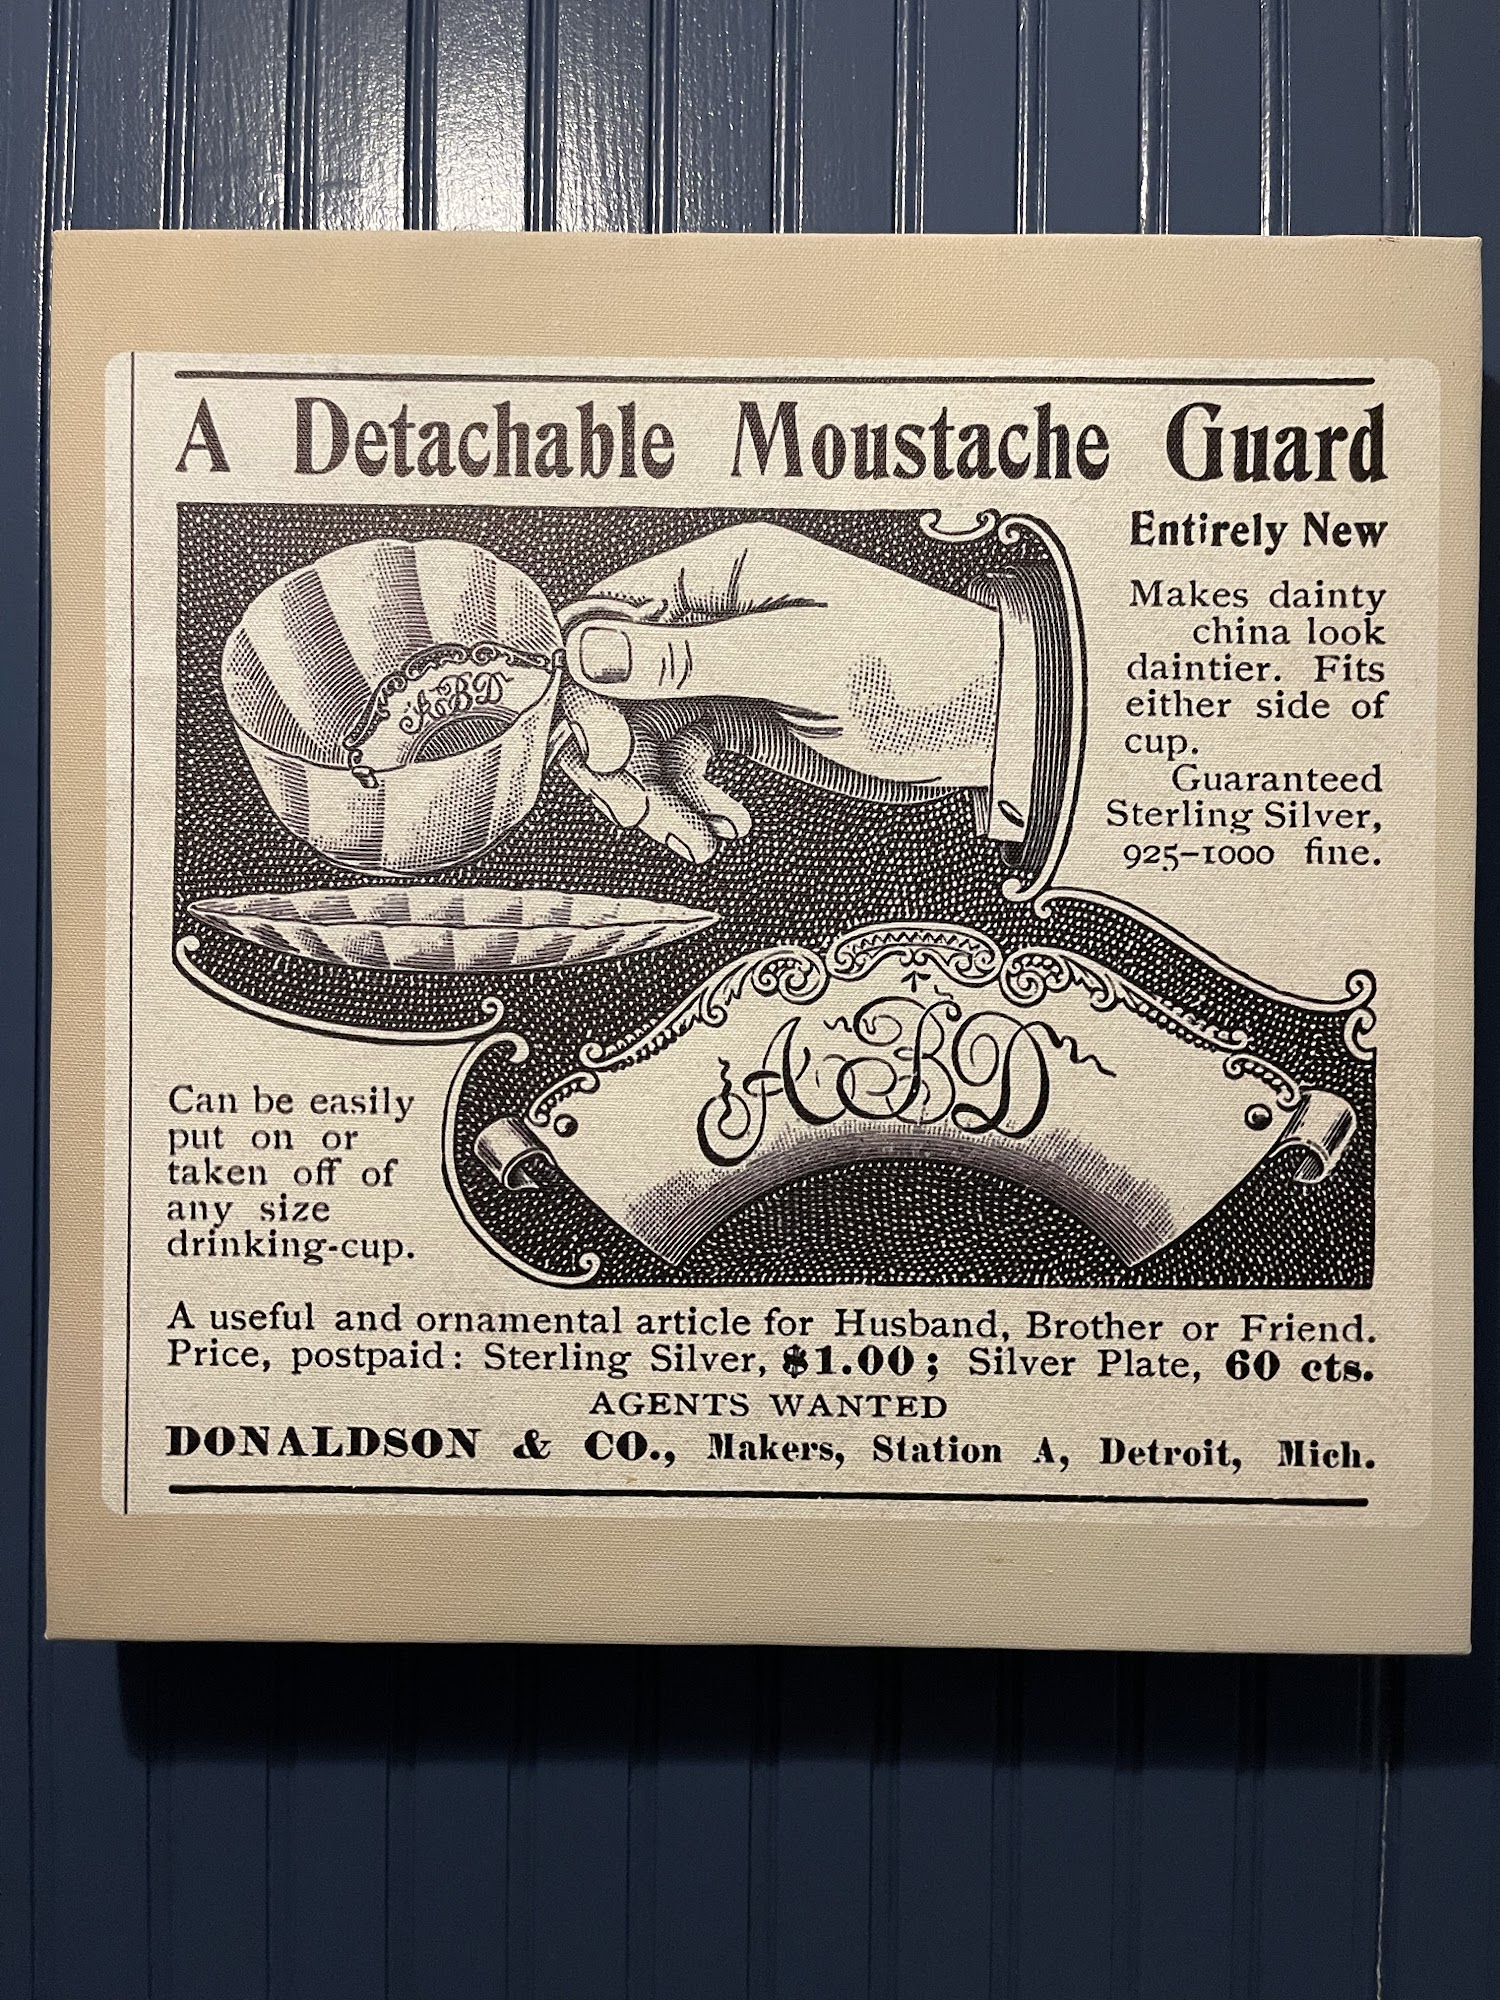 A Detachable Moustache Guard
Entirely New
Makes dainty
china look
daintier. Fits
either side of
cup.
Guaranteed
Sterling Silver,
925–1000 fine.
ABD
ABD
Can be easily
put on or
taken off of
any size
drinking-cup.
A useful and ornamental article for Husband, Brother or Friend.
Price, postpaid: Sterling Silver, $1.00; Silver Plate, 60 cts.
AGENTS WANTED
DONALDSON & CO., Makers, Station A, Detroit, Mich.